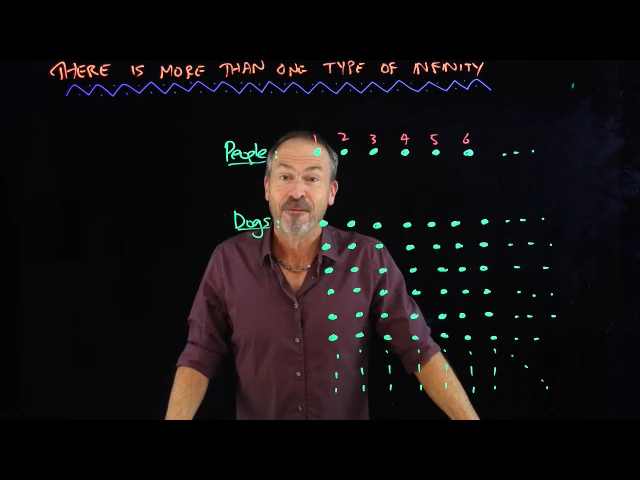 THERE IS MORE THAN ONE TYPE OF INFINITY
1 2 3 4 5 6
People:
Dogs: